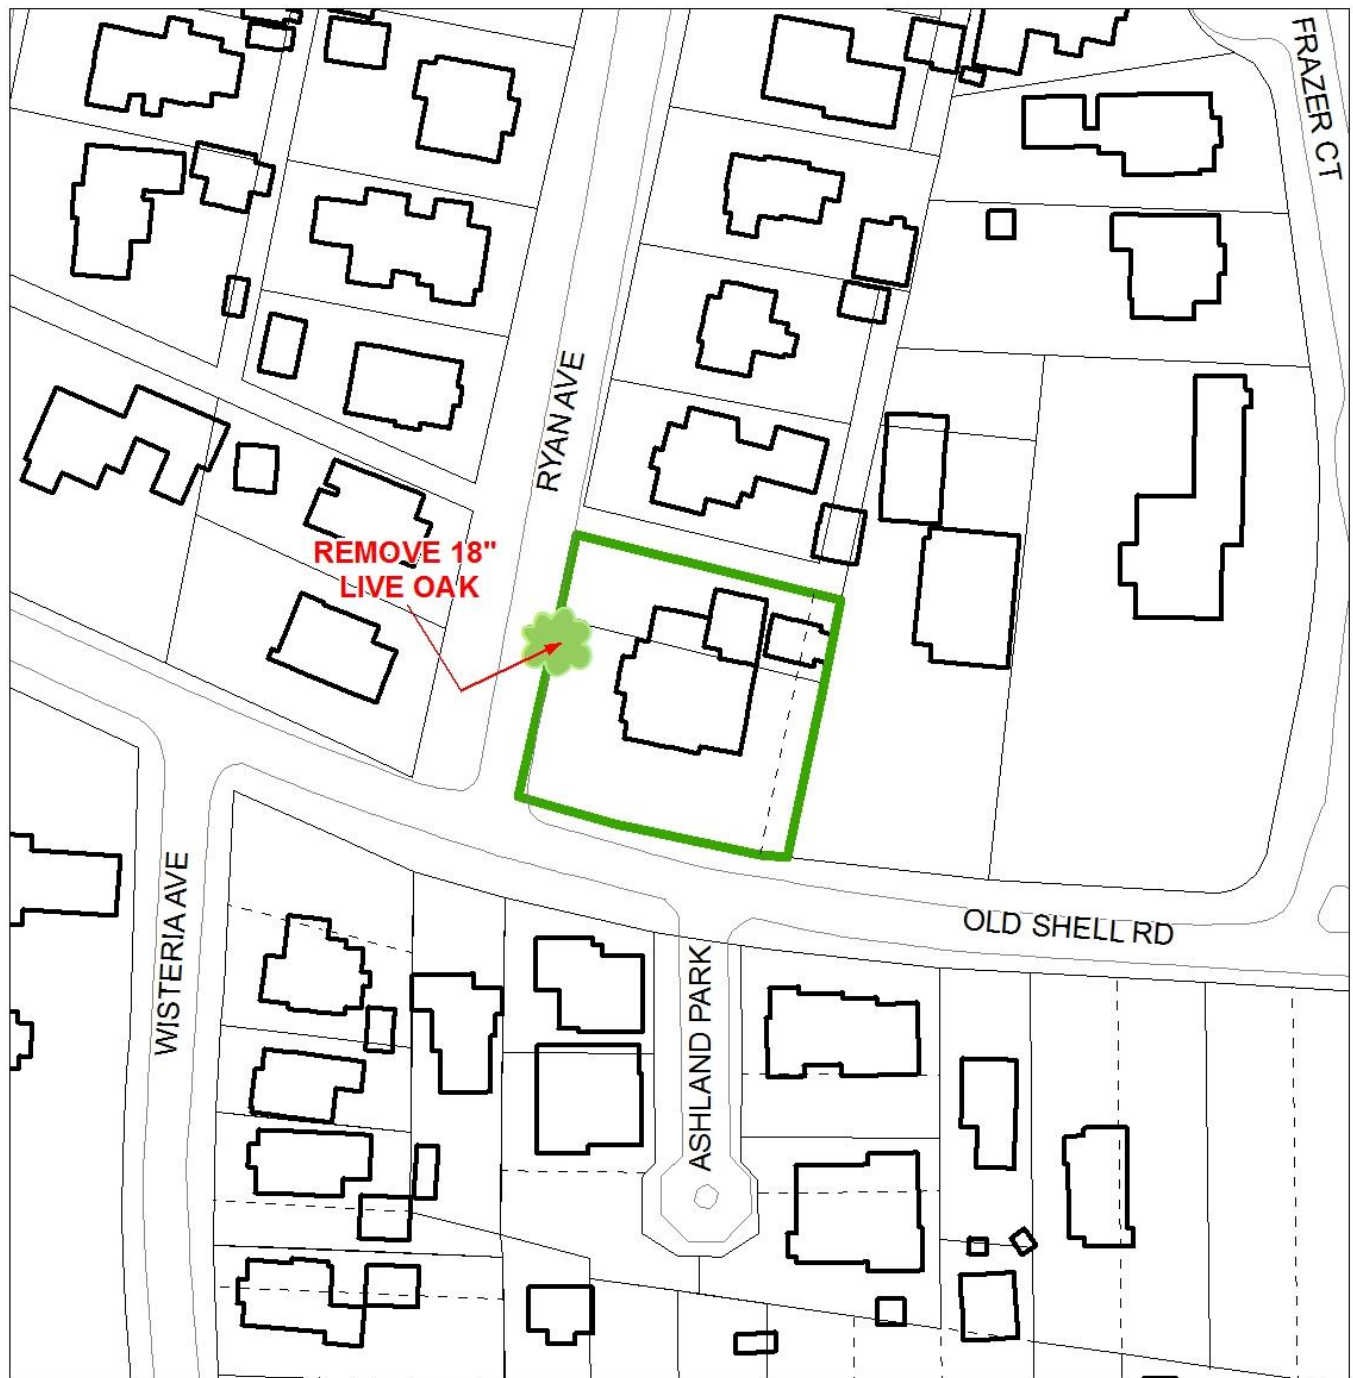 FRAZER CT
RYAN AVE
REMOVE 18"
LIVE OAK
OLD SHELL RD
WISTERIA AVE
ASHLAND PARK